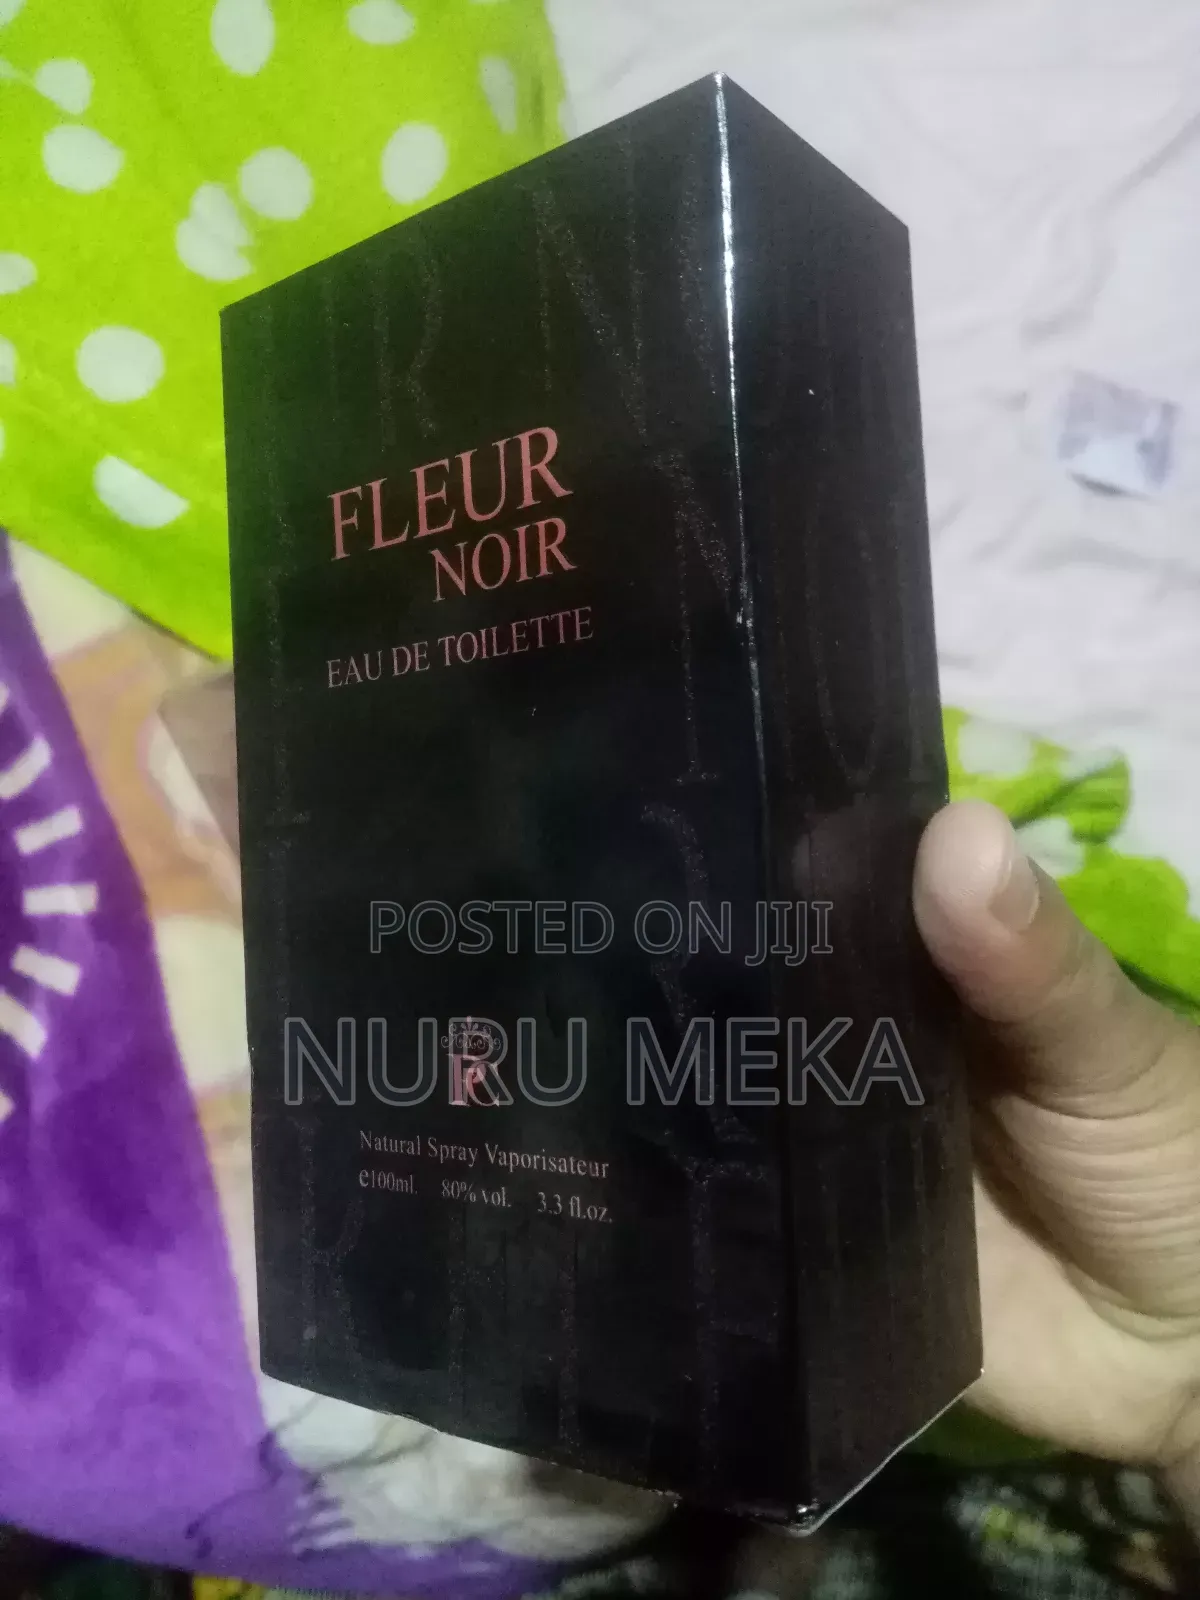 FLEUR
NOIR
EAU DE TOILETTE
POSTED ON JIJI
NURU MEKA
PC
Natural Spray Vaporisateur
e100ml. 80% vol. 3.3 fl.oz.